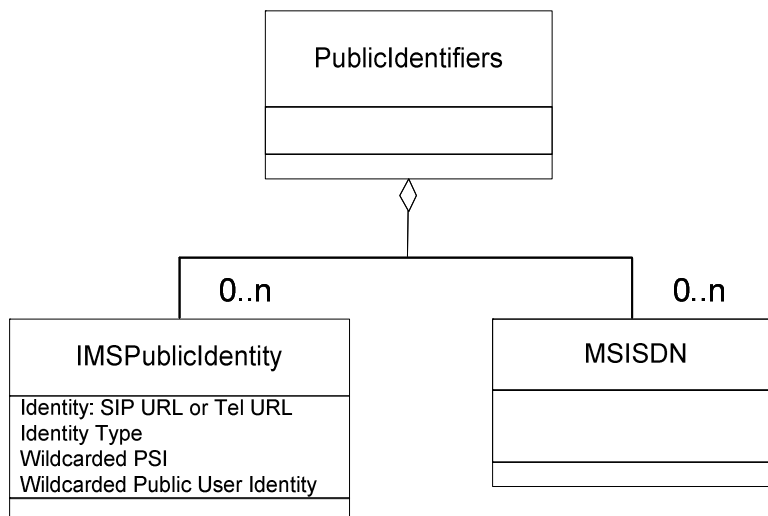 PublicIdentifiers
0..n
0..n
IMSPublicIdentity
MSISDN
Identity: SIP URL or Tel URL
Identity Type
Wildcarded PSI
Wildcarded Public User Identity